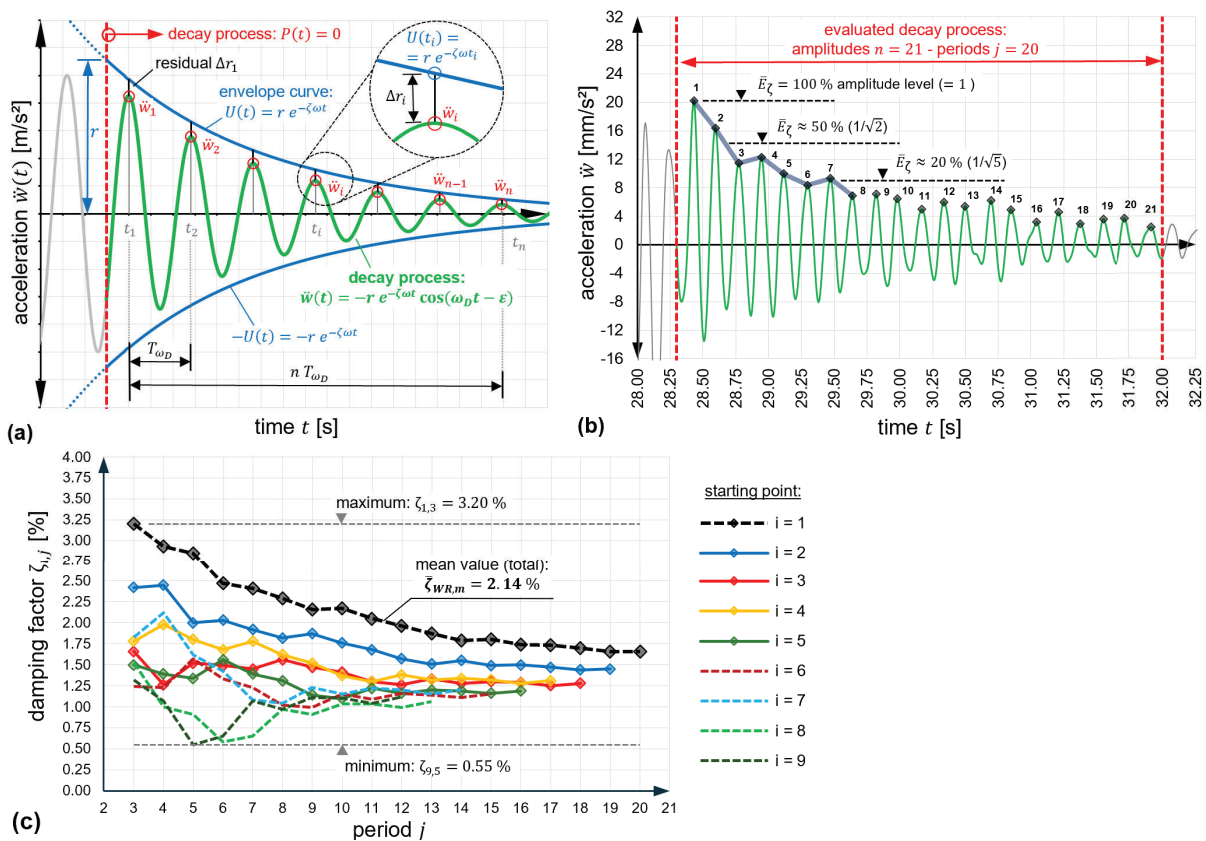 decay process: P(t) = 0
residual Δr₁
envelope curve:
U(t) = r e^{−ζωt}
U(tᵢ) =
= r e^{−ζωtᵢ}
Δrᵢ
ẅᵢ
r
ẅ₁
ẅ₂
ẅᵢ
ẅₙ₋₁
ẅₙ
t₁
t₂
tᵢ
tₙ
decay process:
ẅ(t) = −r e^{−ζωt} cos(ω_D t − ε)
−U(t) = −r e^{−ζωt}
T_{ω_D}
n T_{ω_D}
acceleration ẅ(t) [m/s²]
time t [s]
(a)
evaluated decay process:
amplitudes n = 21 - periods j = 20
Ēζ = 100 % amplitude level (= 1 )
Ēζ ≈ 50 % (1/√2)
Ēζ ≈ 20 % (1/√5)
1 2 3 4 5 6 7 8 9 10 11 12 13 14 15 16 17 18 19 20 21
32
28
24
20
16
12
8
4
0
-4
-8
-12
-16
acceleration ẅ [mm/s²]
28.00 28.25 28.50 28.75 29.00 29.25 29.50 29.75 30.00 30.25 30.50 30.75 31.00 31.25 31.50 31.75 32.00 32.25
time t [s]
(b)
4.00
3.75
3.50
3.25
3.00
2.75
2.50
2.25
2.00
1.75
1.50
1.25
1.00
0.75
0.50
0.25
0.00
damping factor ζᵢ,ⱼ [%]
maximum: ζ₁,₃ = 3.20 %
mean value (total):
ζ̄_{WR,m} = 2.14 %
minimum: ζ₉,₅ = 0.55 %
2 3 4 5 6 7 8 9 10 11 12 13 14 15 16 17 18 19 20 21
period j
(c)
starting point:
i = 1
i = 2
i = 3
i = 4
i = 5
i = 6
i = 7
i = 8
i = 9